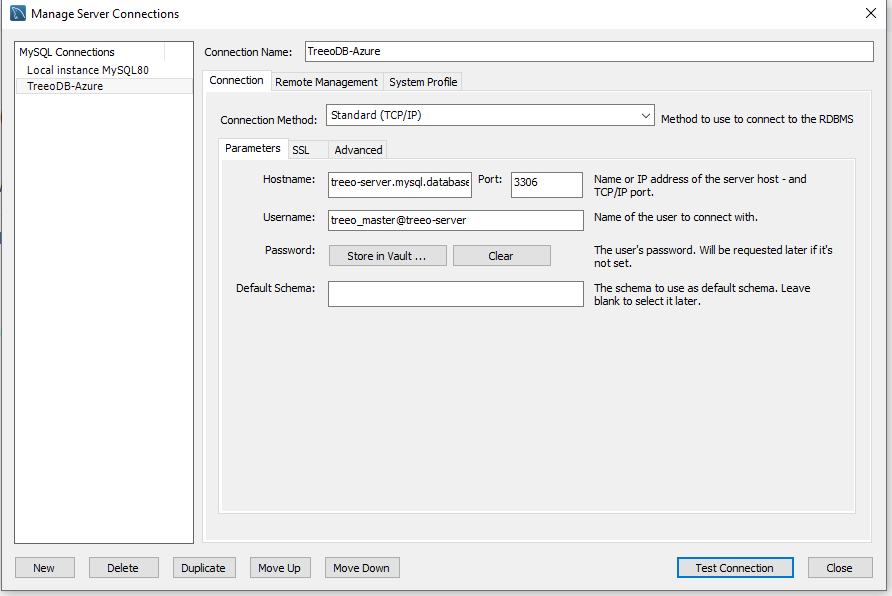 Manage Server Connections
MySQL Connections
Local instance MySQL80
TreeoDB-Azure
Connection Name:
TreeoDB-Azure
Connection
Remote Management
System Profile
Connection Method:
Standard (TCP/IP)
Method to use to connect to the RDBMS
Parameters
SSL
Advanced
Hostname:
treeo-server.mysql.database
Port:
3306
Name or IP address of the server host - and
TCP/IP port.
Username:
treeo_master@treeo-server
Name of the user to connect with.
Password:
Store in Vault ...
Clear
The user's password. Will be requested later if it's
not set.
Default Schema:
The schema to use as default schema. Leave
blank to select it later.
New
Delete
Duplicate
Move Up
Move Down
Test Connection
Close